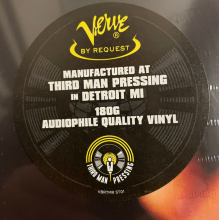 Verve
®
BY REQUEST
MANUFACTURED AT
THIRD MAN PRESSING
IN DETROIT MI
180G
AUDIOPHILE QUALITY VINYL
THIRD MAN PRESSING